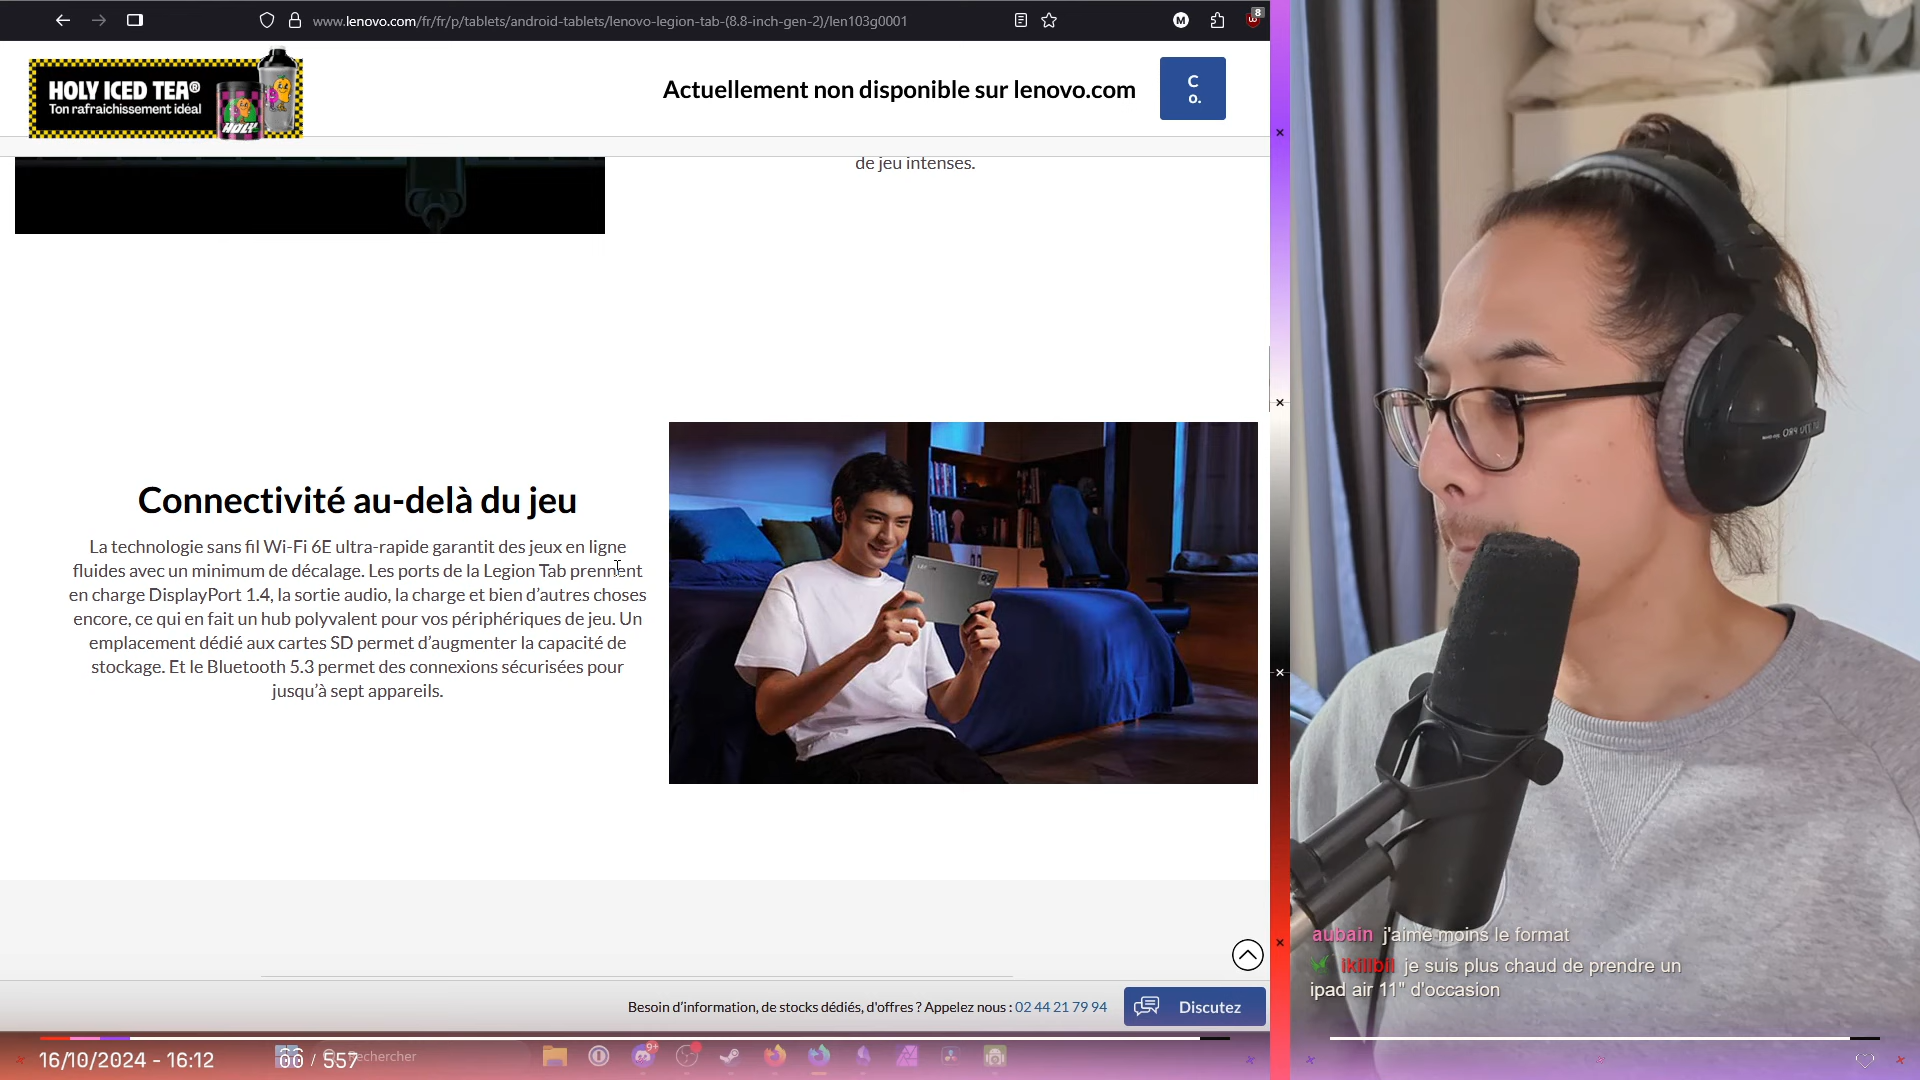 www.lenovo.com/fr/fr/p/tablets/android-tablets/lenovo-legion-tab-(8.8-inch-gen-2)/len103g0001
M
8
HOLY ICED TEA®
Ton rafraichissement idéal
HOLY
Actuellement non disponible sur lenovo.com
C
o.
de jeu intenses.
Connectivité au-delà du jeu
La technologie sans fil Wi-Fi 6E ultra-rapide garantit des jeux en ligne
fluides avec un minimum de décalage. Les ports de la Legion Tab prennent
en charge DisplayPort 1.4, la sortie audio, la charge et bien d’autres choses
encore, ce qui en fait un hub polyvalent pour vos périphériques de jeu. Un
emplacement dédié aux cartes SD permet d’augmenter la capacité de
stockage. Et le Bluetooth 5.3 permet des connexions sécurisées pour
jusqu’à sept appareils.
Besoin d’information, de stocks dédiés, d'offres ? Appelez nous : 02 44 21 79 94
Discutez
aubain j'aime moins le format
ikillbil je suis plus chaud de prendre un
ipad air 11" d'occasion
16/10/2024 - 16:12
/ 557
Rechercher
9+